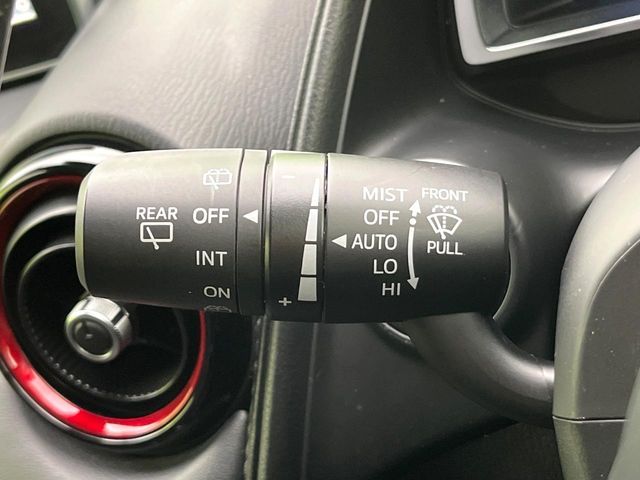 REAR
OFF
INT
ON
-
+
MIST
OFF
AUTO
LO
HI
FRONT
PULL